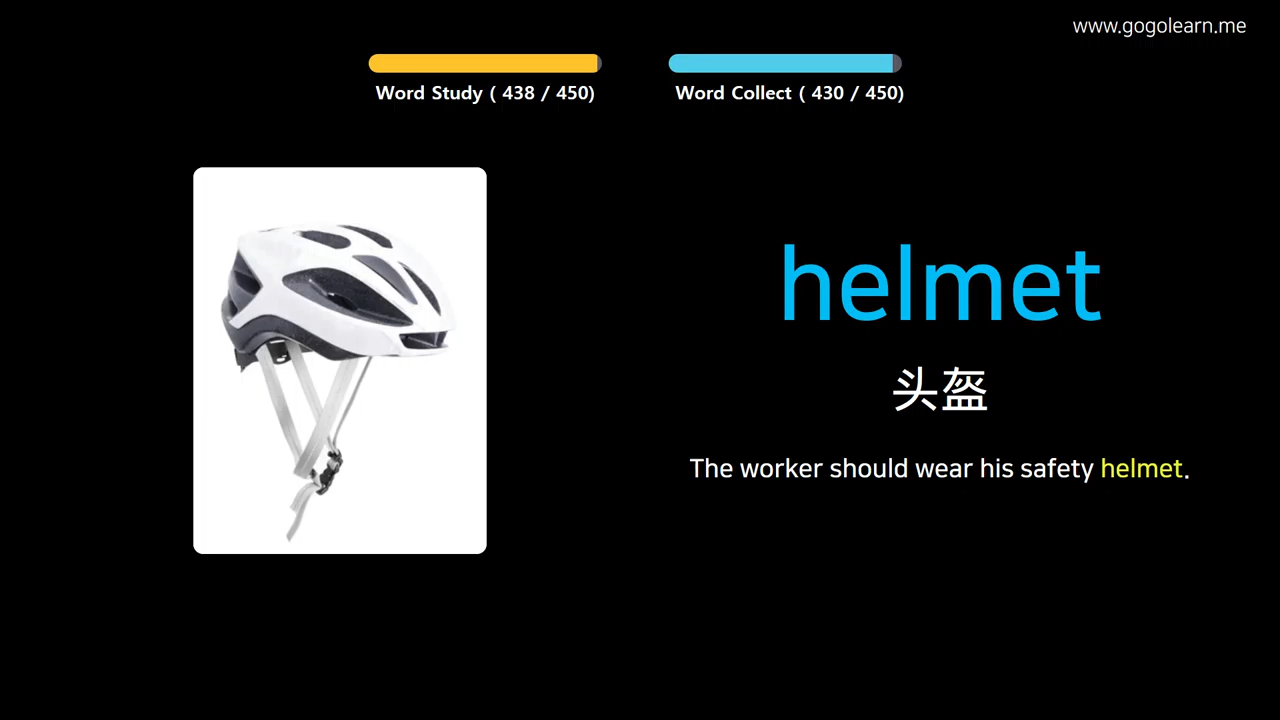 www.gogolearn.me
Word Study ( 438 / 450)
Word Collect ( 430 / 450)
helmet
头盔
The worker should wear his safety helmet.